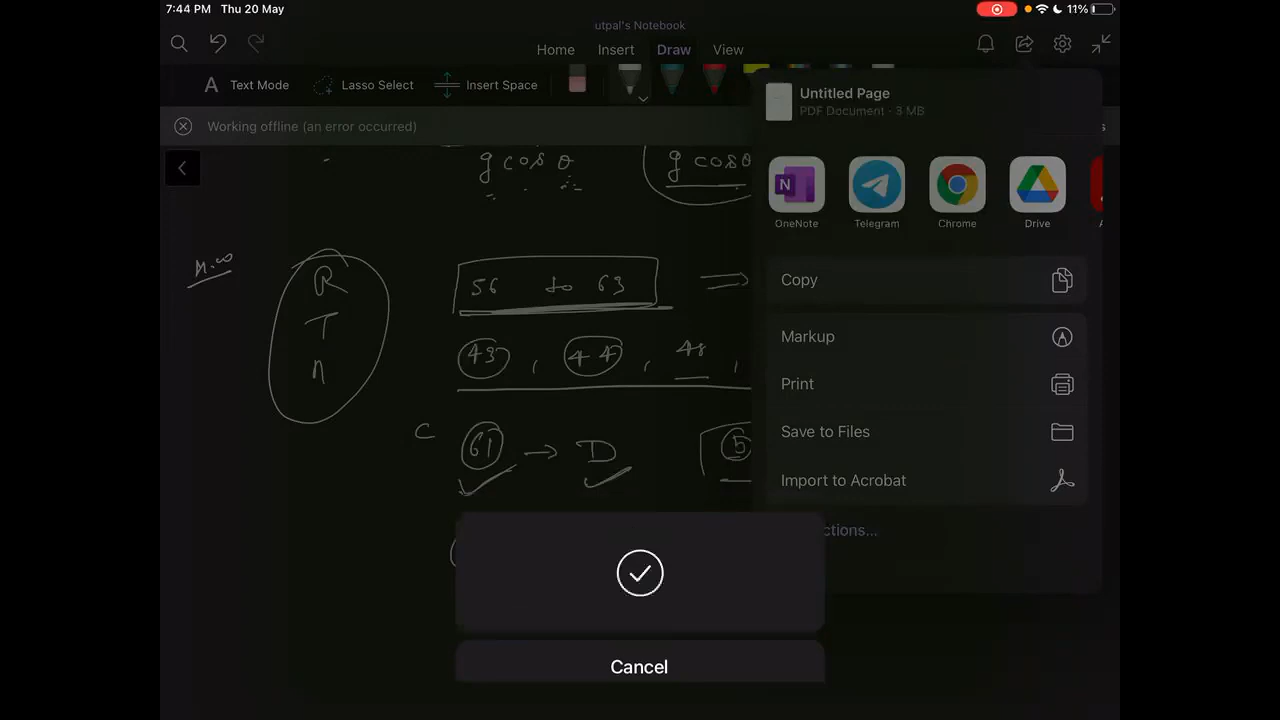 7:44 PM Thu 20 May 11%
utpal's Notebook
Home Insert Draw View
Text Mode Lasso Select Insert Space
Working offline (an error occurred) s
Untitled Page
PDF Document - 3 MB
OneNote Telegram Chrome Drive
g cos θ g cos θ
H.W
R 56 to 63 ⇒
T 43 , 44 , 48 ,
n
C 61 → D 5
Copy
Markup
Print
Save to Files
Import to Acrobat
ctions...
Cancel